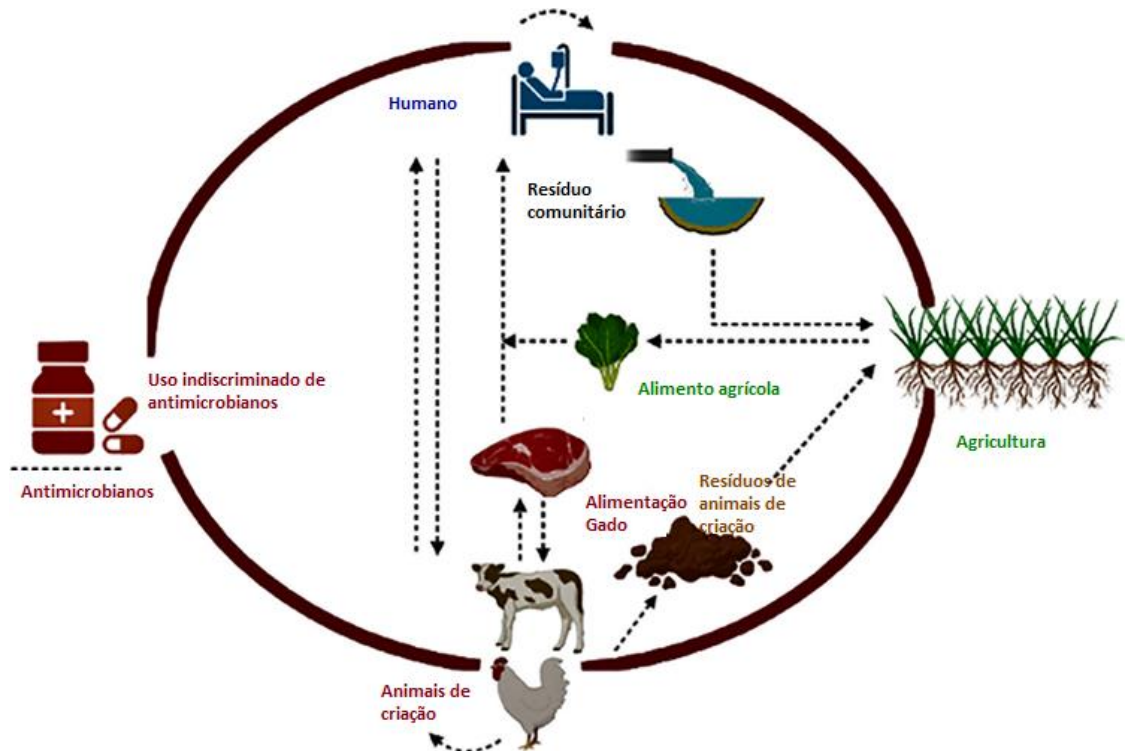 Humano
Resíduo
comunitário
Uso indiscriminado de
antimicrobianos
Alimento agrícola
Agricultura
Antimicrobianos
Alimentação
Gado
Resíduos de
animais de
criação
Animais de
criação